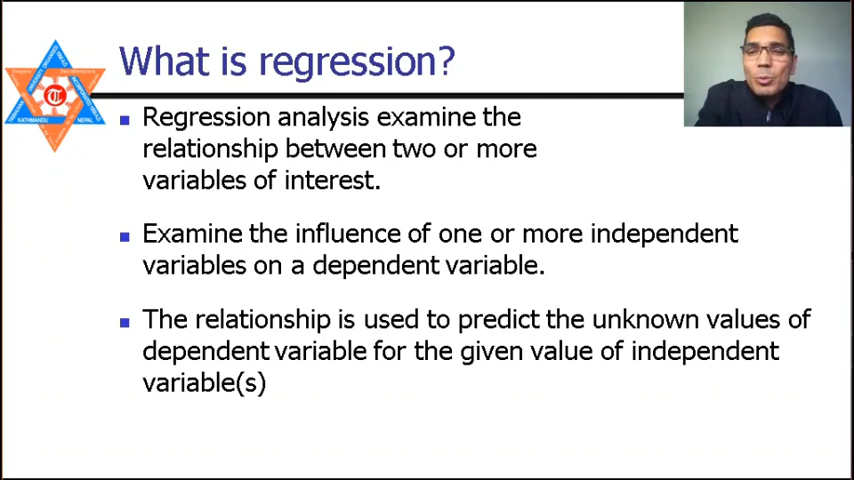 What is regression?
Regression analysis examine the
relationship between two or more
variables of interest.
Examine the influence of one or more independent
variables on a dependent variable.
The relationship is used to predict the unknown values of
dependent variable for the given value of independent
variable(s)
KATHMANDU
NEPAL